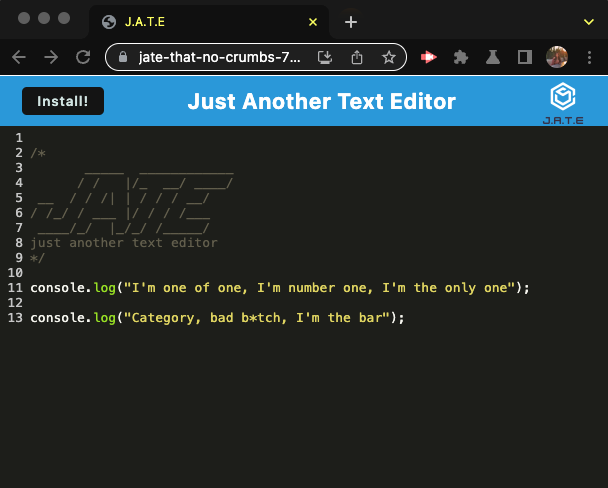 J.A.T.E
jate-that-no-crumbs-7...
Install!
Just Another Text Editor
J.A.T.E
1
2 /*
3         _____  ____________
4        / /   |/_  __/ ____/
5   __  / / /| | / / / __/
6 / /_/ / ___ |/ / / /___
7  ____/_/  |_/_/ /_____/
8 just another text editor
9 */
10
11 console.log("I'm one of one, I'm number one, I'm the only one");
12
13 console.log("Category, bad b*tch, I'm the bar");